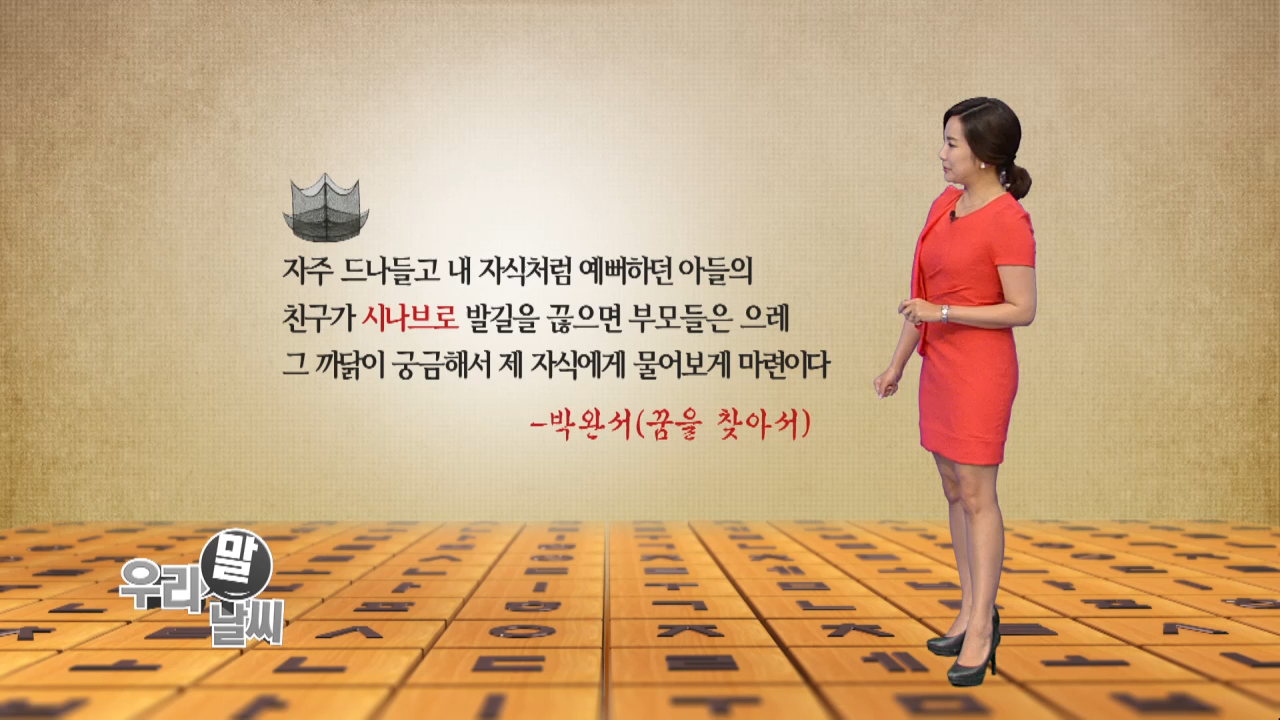 자주 드나들고 내 자식처럼 예뻐하던 아들의
친구가 시나브로 발길을 끊으면 부모들은 으레
그 까닭이 궁금해서 제 자식에게 물어보게 마련이다
-박완서(꿈을 찾아서)
우리말
날씨